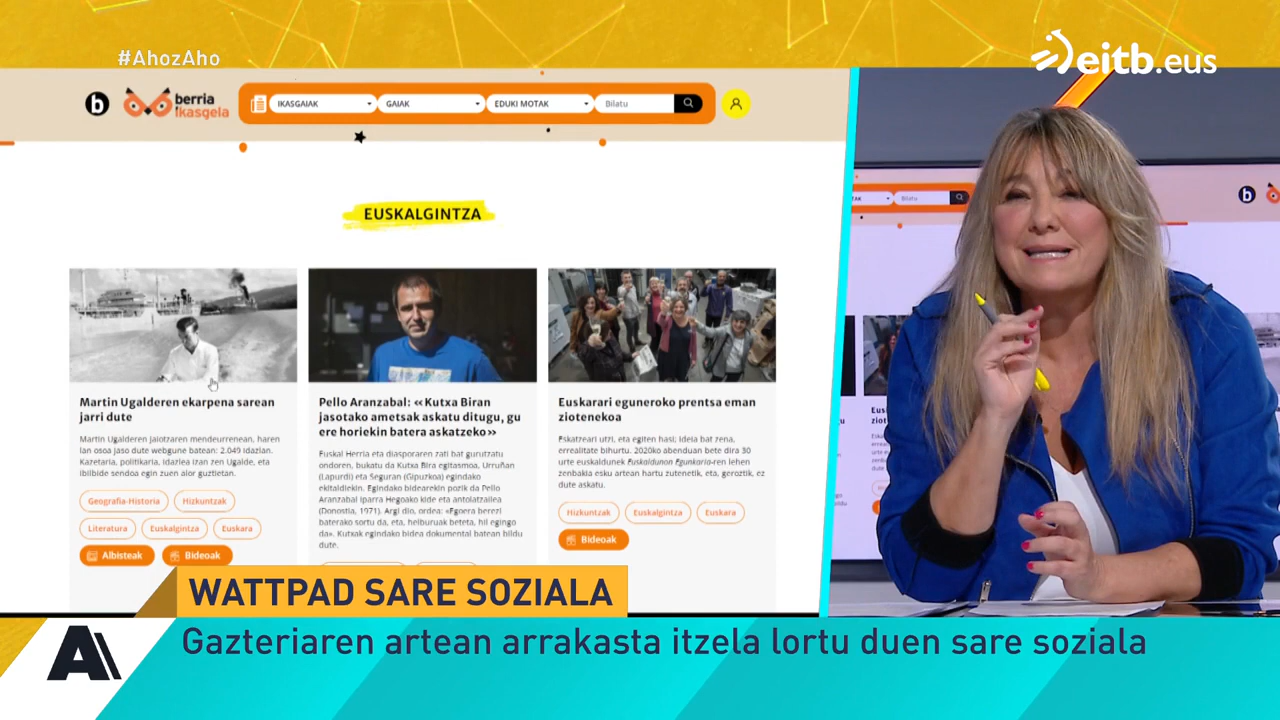 #AhozAho
eitb.eus
b
berria
ikasgela
IKASGAIAK
GAIAK
EDUKI MOTAK
Bilatu
EUSKALGINTZA
Martin Ugalderen ekarpena sarean
jarri dute
Martin Ugalderen jaiotzaren mendeurrenean, haren
lan osoa jaso dute webgune batean: 2.049 idazlan.
Kazetaria, politikaria, idazlea izan zen Ugalde, eta
ibilbide sendoa egin zuen alor guztietan.
Geografia-Historia
Hizkuntzak
Literatura
Euskalgintza
Euskara
Albisteak
Bideoak
Pello Aranzabal: «Kutxa Biran
jasotako ametsak askatu ditugu, gu
ere horiekin batera askatzeko»
Euskal Herria eta diasporaren zati bat gurutzatu
ondoren, bukatu da Kutxa Bira egitasmoa, Urruñan
(Lapurdi) eta Seguran (Gipuzkoa) egindako
ekitaldiekin. Egindako bidearekin pozik da Pello
Aranzabal Ipara Hegoako kide eta antolatzailea
(Donostia, 1971). Argi dio, ordea: «Egoera berezi
baterako sortu da, eta, helburuak beteta, hil egingo
da». Kutxak egindako bidea dokumental batean bildu
dute.
Euskarari eguneroko prentsa eman
ziotenekoa
Eskatzeari utzi, eta egiten hasi; ideia bat zena,
errealitate bihurtu. 2020ko abenduan bete dira 30
urte euskaldunek Euskaldunon Egunkaria-ren lehen
zenbakia esku artean hartu zutenetik, eta, geroztik, ez
dute askatu.
Hizkuntzak
Euskalgintza
Euskara
Bideoak
Bilatu
b
WATTPAD SARE SOZIALA
Gazteriaren artean arrakasta itzela lortu duen sare soziala
A